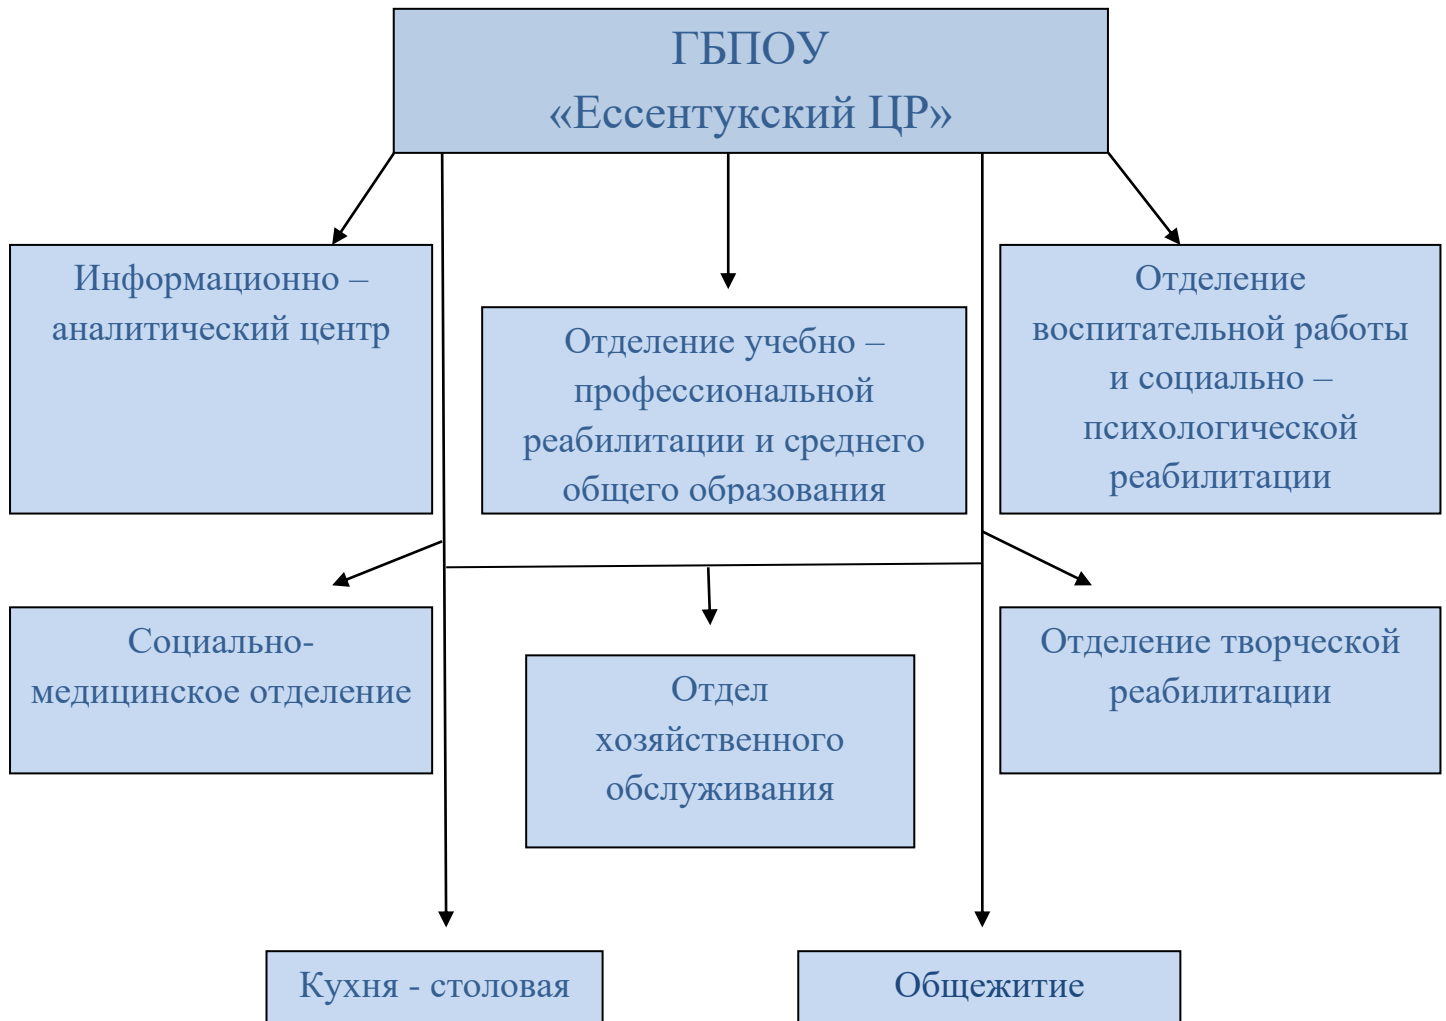 ГБПОУ
«Ессентукский ЦР»
Информационно –
аналитический центр
Отделение учебно –
профессиональной
реабилитации и среднего
общего образования
Отделение
воспитательной работы
и социально –
психологической
реабилитации
Социально-
медицинское отделение
Отдел
хозяйственного
обслуживания
Отделение творческой
реабилитации
Кухня - столовая
Общежитие